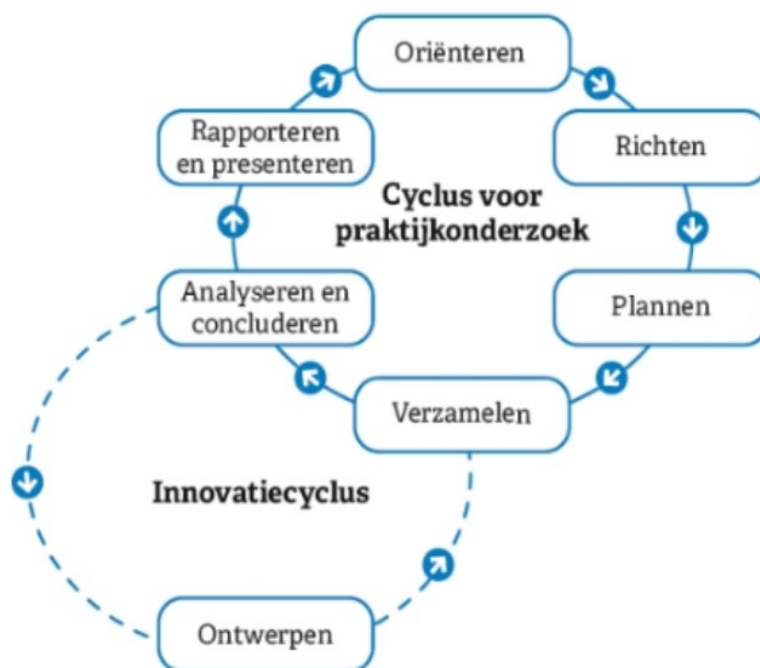 Oriënteren
Rapporteren
en presenteren
Richten
Cyclus voor
praktijkonderzoek
Analyseren en
concluderen
Plannen
Verzamelen
Innovatiecyclus
Ontwerpen